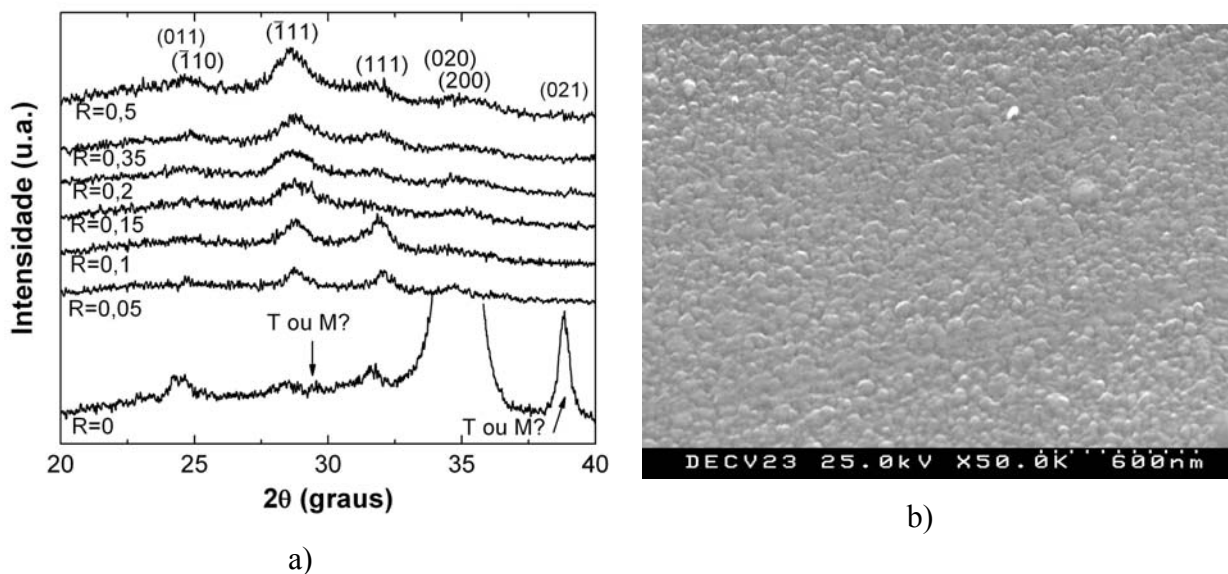 (011)
(1̅10)
(1̅11)
(111)
(020)
(200)
(021)
R=0,5
R=0,35
R=0,2
R=0,15
R=0,1
R=0,05
T ou M?
R=0
T ou M?
Intensidade (u.a.)
20 25 30 35 40
2θ (graus)
a)
DECV23 25.0kV X50.0K 600nm
b)